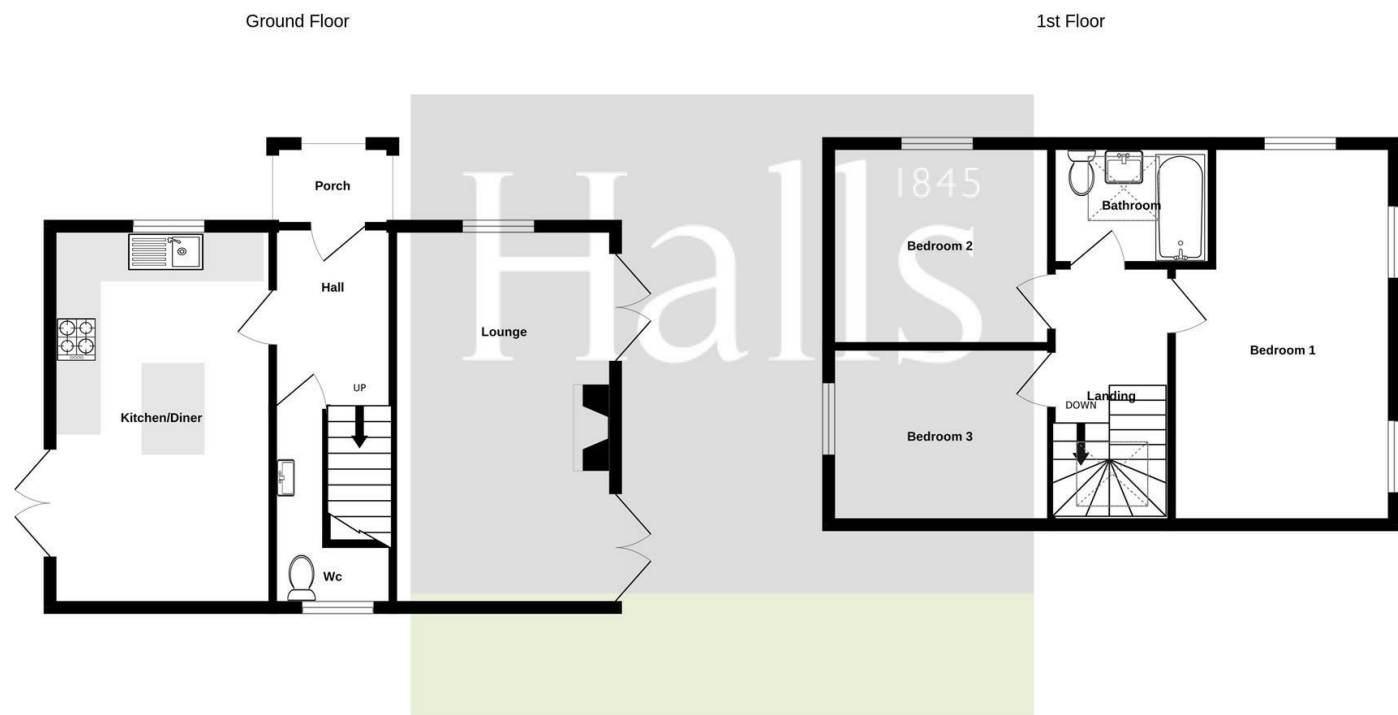 Ground Floor
1st Floor
Porch
Hall
Lounge
UP
Kitchen/Diner
Wc
1845
Halls
Bathroom
Bedroom 2
Bedroom 1
Landing
DOWN
Bedroom 3